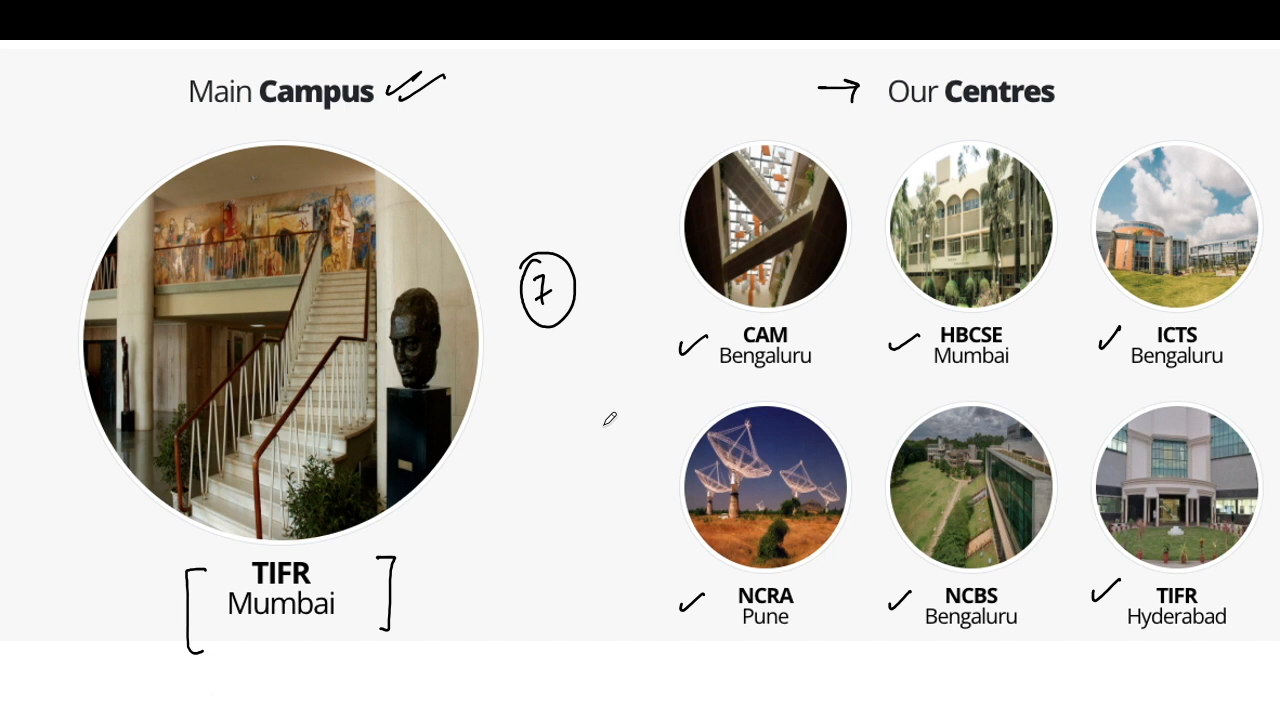 Main Campus
TIFR
Mumbai
7
Our Centres
CAM
Bengaluru
HBCSE
Mumbai
ICTS
Bengaluru
NCRA
Pune
NCBS
Bengaluru
TIFR
Hyderabad